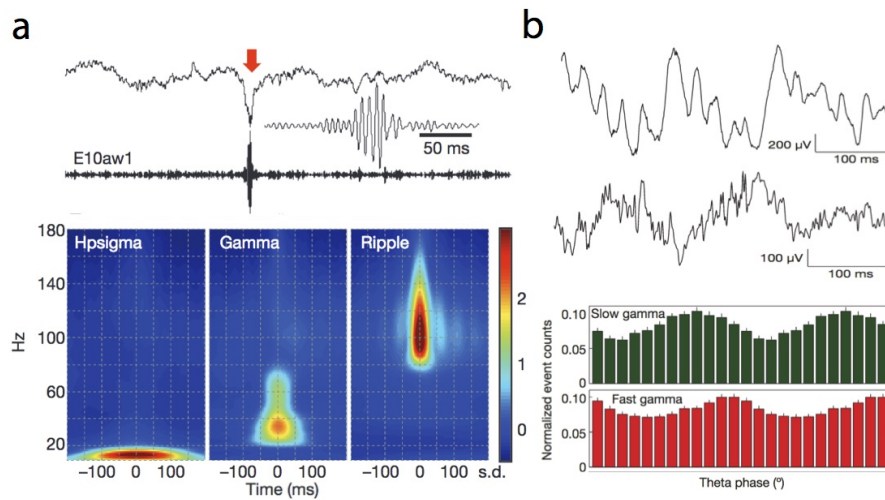 a
E10aw1
50 ms
180
140
100
60
20
Hz
Hpsigma
Gamma
Ripple
2
1
0
−100 0 100
−100 0 100
−100 0 100
s.d.
Time (ms)
b
200 µV
100 ms
100 µV
100 ms
Normalized event counts
0.10
0.05
0
Slow gamma
0.10
0.05
0
Fast gamma
Theta phase (º)